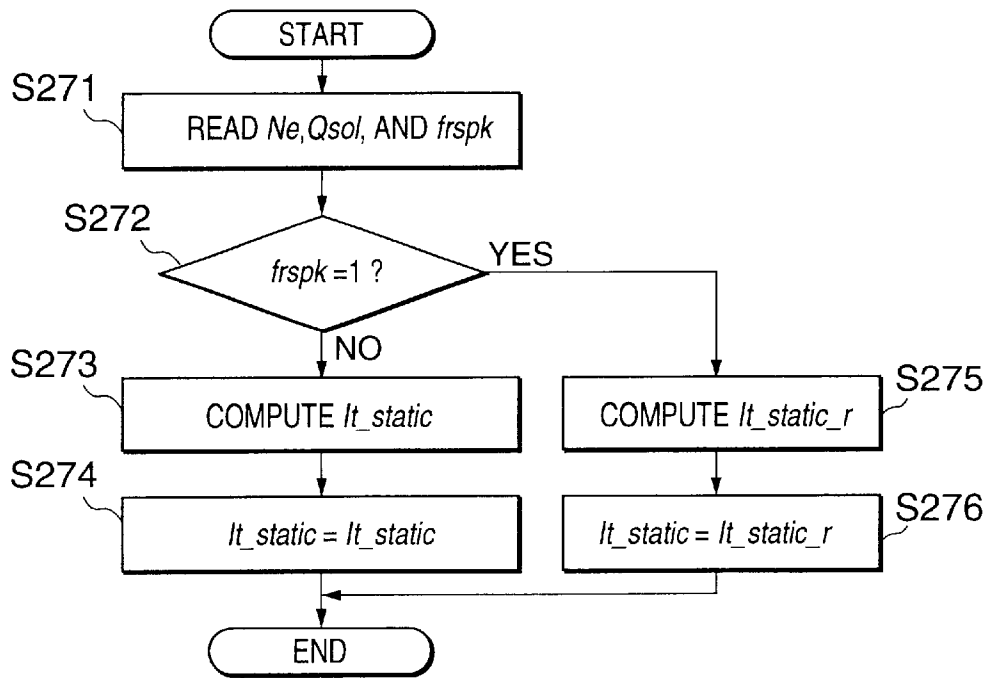 START
S271
READ Ne,Qsol, AND frspk
S272
frspk =1 ?
YES
NO
S273
COMPUTE It_static
S275
COMPUTE It_static_r
S274
It_static = It_static
S276
It_static = It_static_r
END